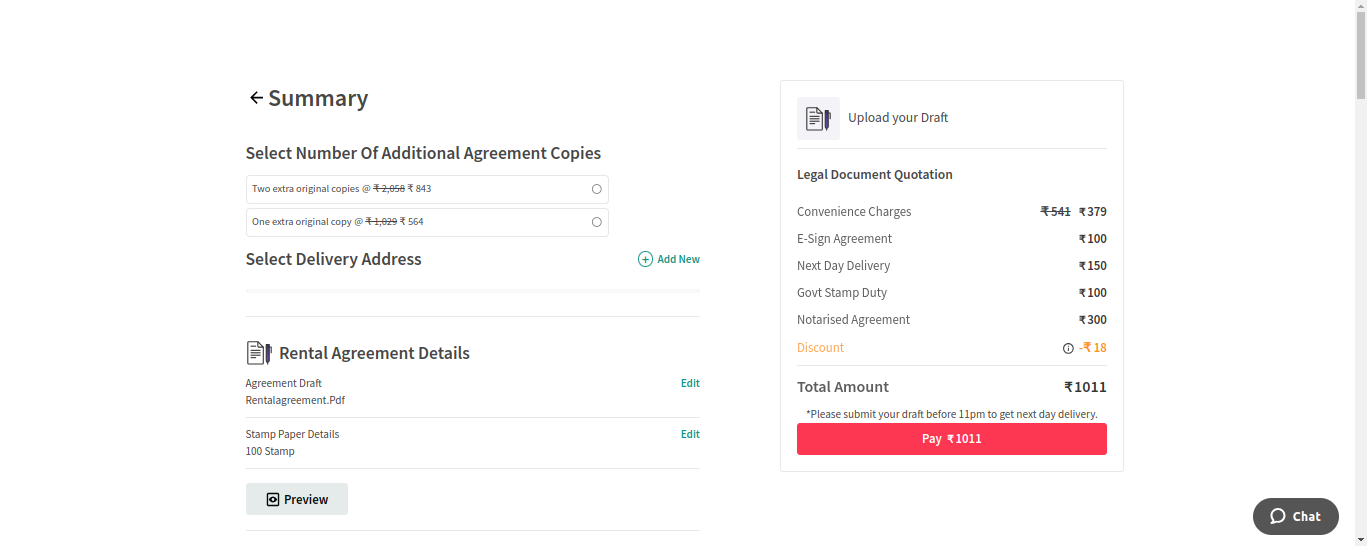 Summary
Select Number Of Additional Agreement Copies
Two extra original copies @ ₹ 2,058 ₹ 843
One extra original copy @ ₹ 1,029 ₹ 564
Select Delivery Address
Add New
Rental Agreement Details
Agreement Draft
Edit
Rentalagreement.Pdf
Stamp Paper Details
Edit
100 Stamp
Preview
Upload your Draft
Legal Document Quotation
Convenience Charges ₹541 ₹379
E-Sign Agreement ₹100
Next Day Delivery ₹150
Govt Stamp Duty ₹100
Notarised Agreement ₹300
Discount -₹ 18
Total Amount ₹1011
*Please submit your draft before 11pm to get next day delivery.
Pay ₹1011
Chat